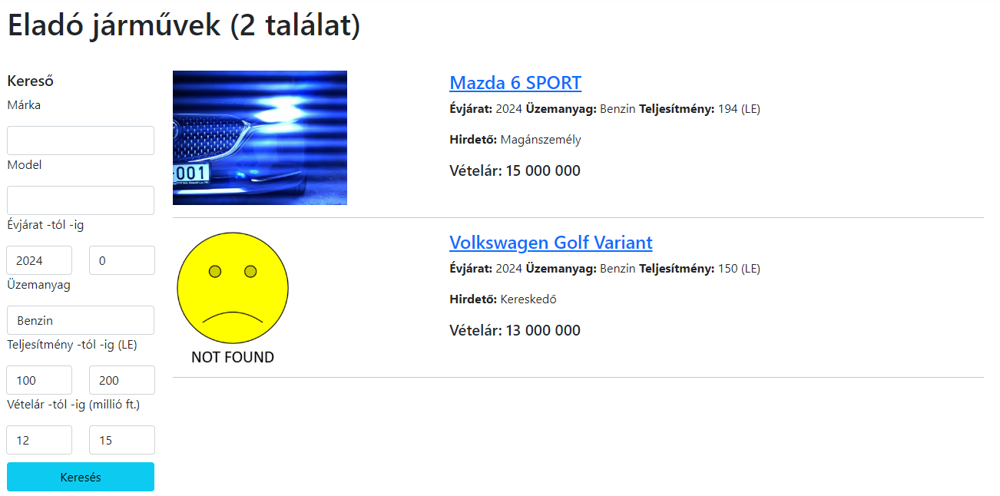 Eladó járművek (2 találat)
Kereső
Márka
Model
Évjárat -tól -ig
2024 0
Üzemanyag
Benzin
Teljesítmény -tól -ig (LE)
100 200
Vételár -tól -ig (millió ft.)
12 15
Keresés
-001
Mazda 6 SPORT
Évjárat: 2024 Üzemanyag: Benzin Teljesítmény: 194 (LE)
Hirdető: Magánszemély
Vételár: 15 000 000
NOT FOUND
Volkswagen Golf Variant
Évjárat: 2024 Üzemanyag: Benzin Teljesítmény: 150 (LE)
Hirdető: Kereskedő
Vételár: 13 000 000